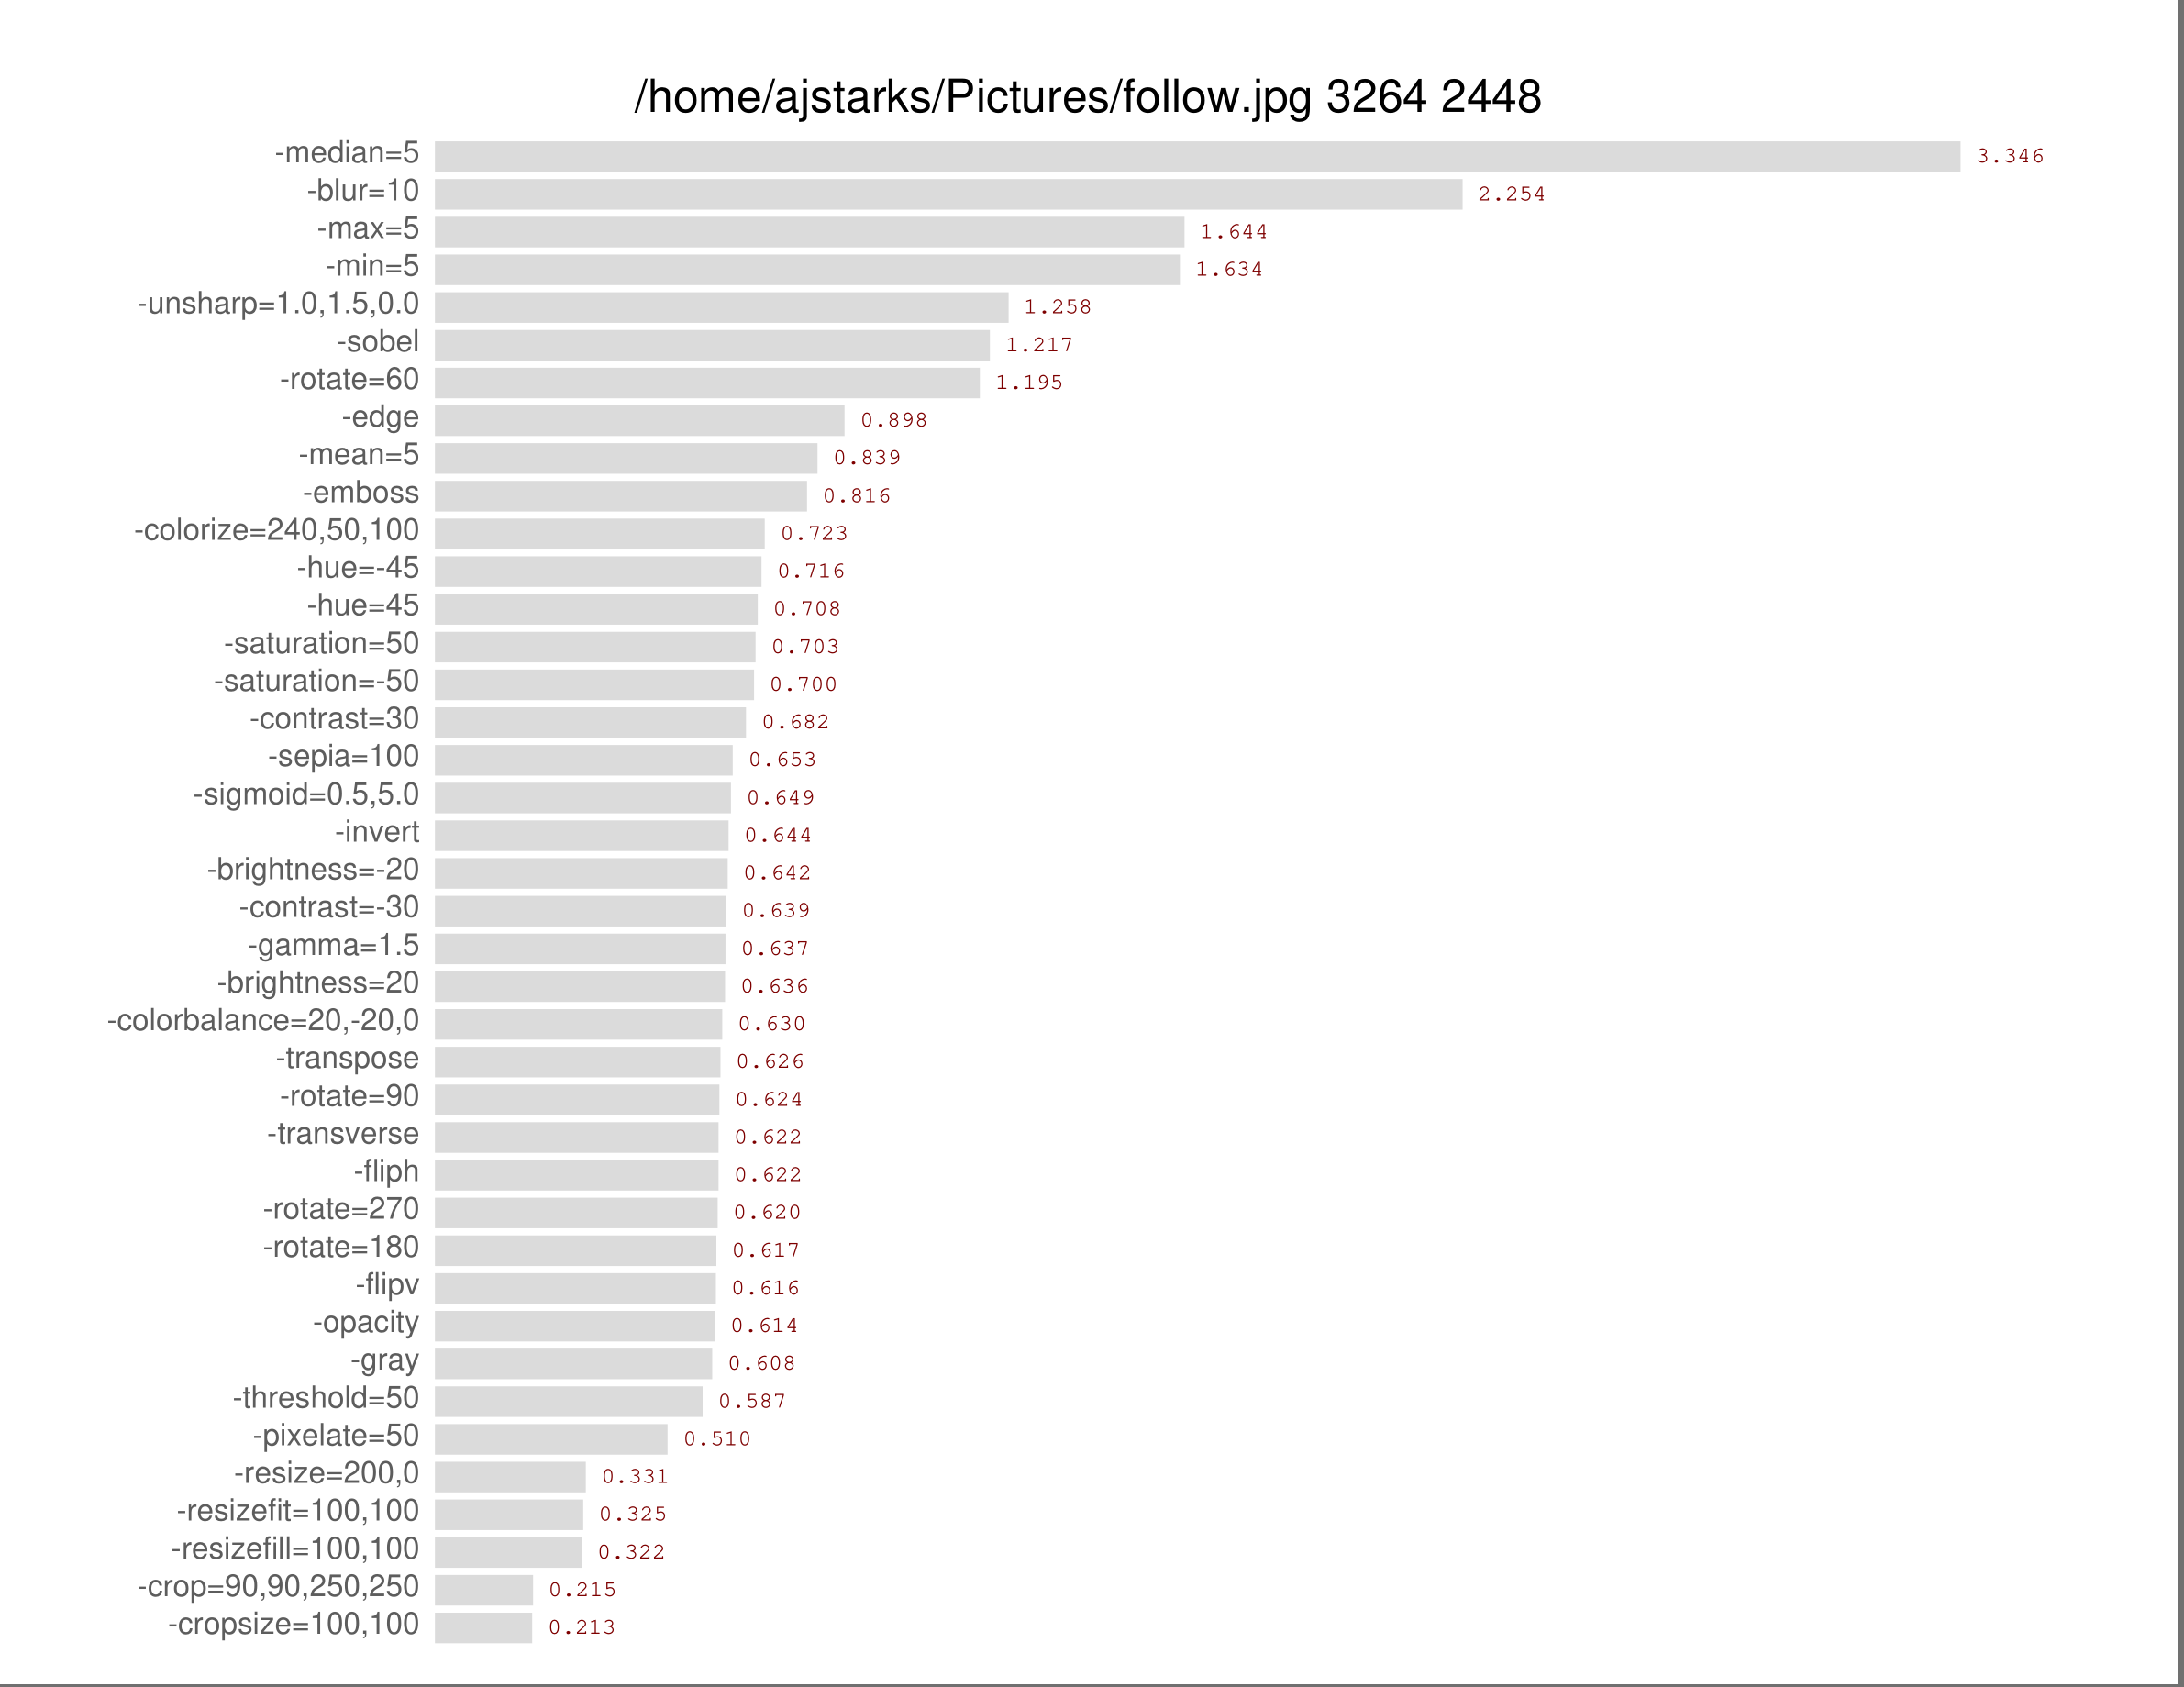 /home/ajstarks/Pictures/follow.jpg 3264 2448
-median=5 3.346
-blur=10 2.254
-max=5 1.644
-min=5 1.634
-unsharp=1.0,1.5,0.0 1.258
-sobel 1.217
-rotate=60 1.195
-edge 0.898
-mean=5 0.839
-emboss 0.816
-colorize=240,50,100 0.723
-hue=-45 0.716
-hue=45 0.708
-saturation=50 0.703
-saturation=-50 0.700
-contrast=30 0.682
-sepia=100 0.653
-sigmoid=0.5,5.0 0.649
-invert 0.644
-brightness=-20 0.642
-contrast=-30 0.639
-gamma=1.5 0.637
-brightness=20 0.636
-colorbalance=20,-20,0 0.630
-transpose 0.626
-rotate=90 0.624
-transverse 0.622
-fliph 0.622
-rotate=270 0.620
-rotate=180 0.617
-flipv 0.616
-opacity 0.614
-gray 0.608
-threshold=50 0.587
-pixelate=50 0.510
-resize=200,0 0.331
-resizefit=100,100 0.325
-resizefill=100,100 0.322
-crop=90,90,250,250 0.215
-cropsize=100,100 0.213